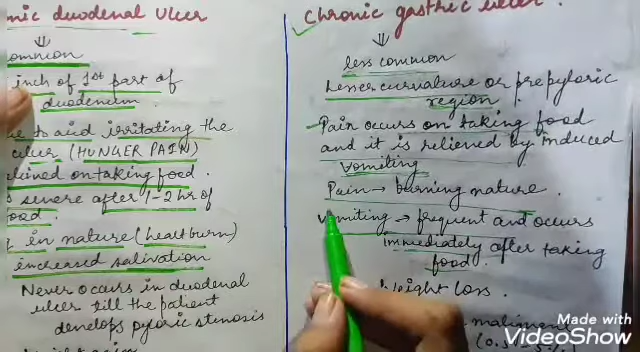 nic duodenal Ulcer
⇓
common
inch of 1st part of
duodenum.
to acid irritating the
ulcer (HUNGER PAIN)
relieved on taking food.
severe after 1-2 hr of
food.
in nature (heartburn)
increased salivation
Never occurs in duodenal
ulcer till the patient
develops pyloric stenosis
Chronic gastric ulcer.
⇓
less common
Lesser curvature or prepyloric
region.
Pain occurs on taking food
and it is relieved by induced
vomiting
Pain → burning nature.
Vomiting → frequent and occurs
immediately after taking
food.
Weight loss.
Made with
VideoShow